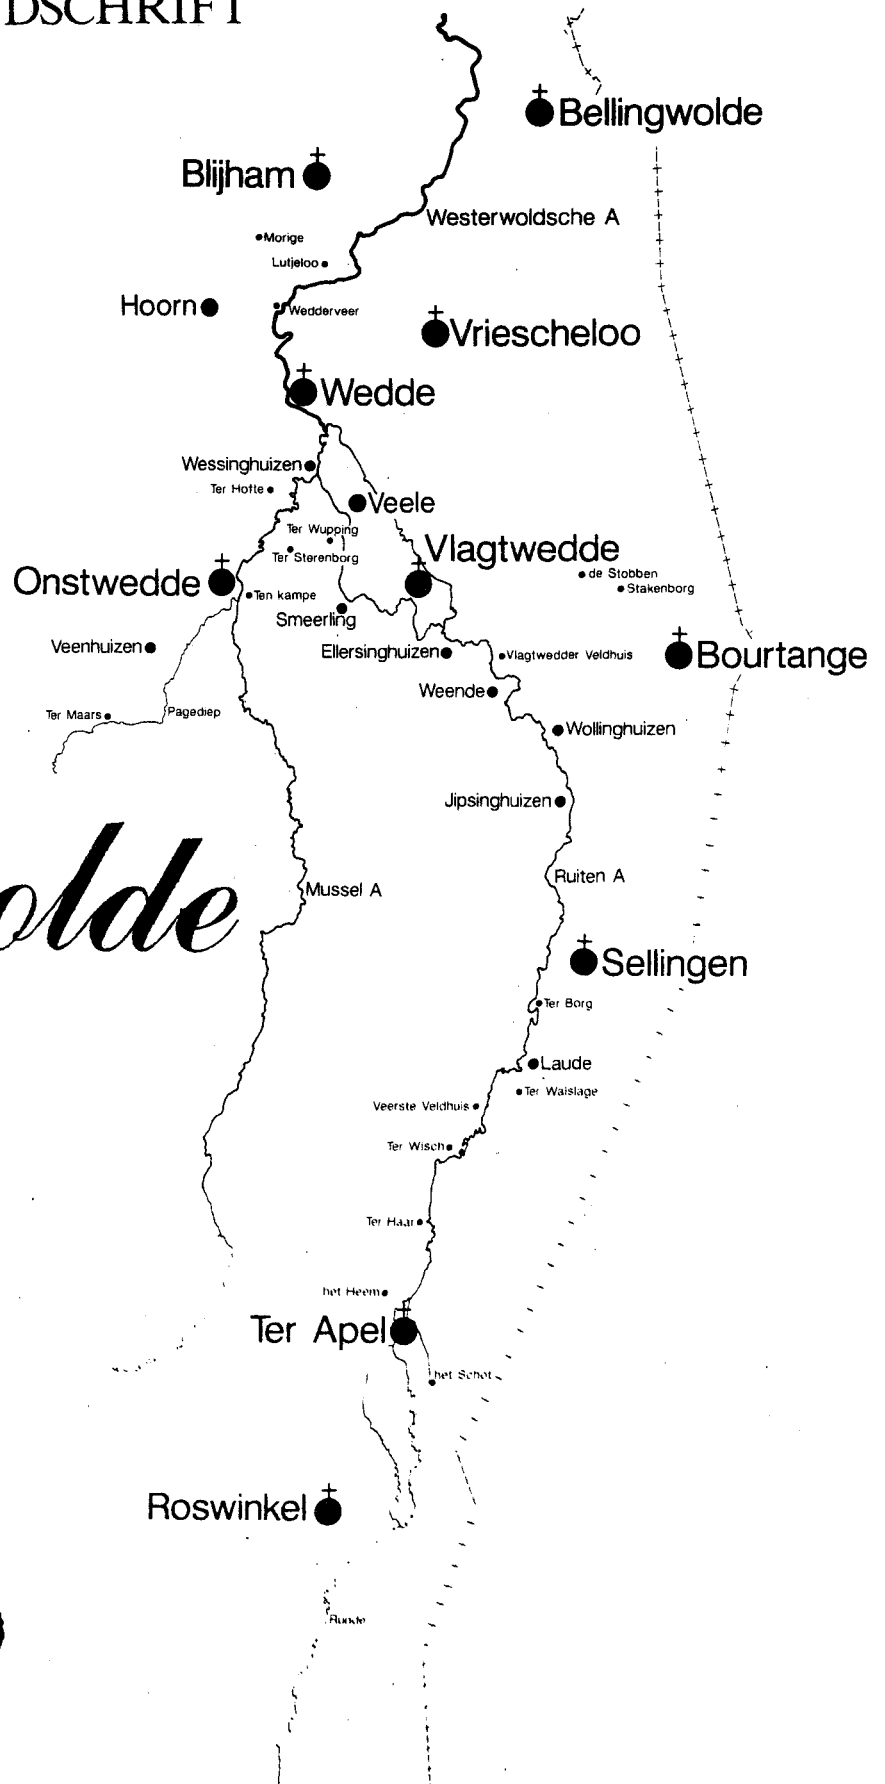 DSCHRIFT
Bellingwolde
Blijham
Westerwoldsche A
Morige
Lutjeloo
Hoorn
Wedderveer
Vriescheloo
Wedde
Wessinghuizen
Ter Hofte
Veele
Ter Wupping
Vlagtwedde
Ter Sterenborg
de Stobben
Onstwedde
Stakenborg
Ten kampe
Smeerling
Veenhuizen
Ellersinghuizen
Vlagtwedder Veldhuis
Bourtange
Weende
Ter Maars
Pagediep
Wollinghuizen
Jipsinghuizen
olde
Mussel A
Ruiten A
Sellingen
Ter Borg
Laude
Ter Walslage
Veerste Veldhuis
Ter Wisch
Ter Haar
het Heem
Ter Apel
het Schot
Roswinkel
Runde